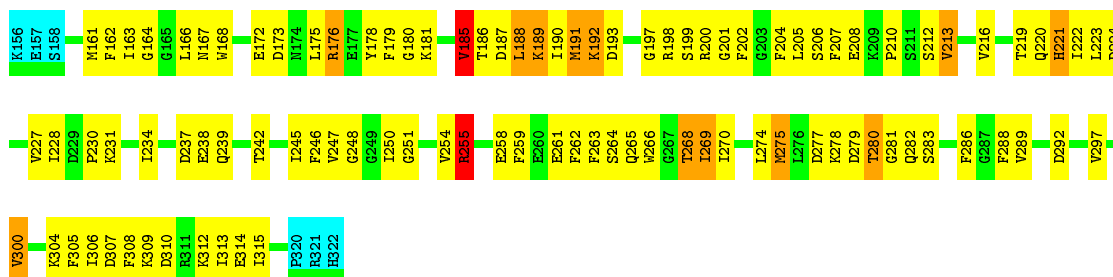 K156 E157 S158 M161 F162 I163 G164 G165 L166 N167 W168 E172 D173 N174 L175 R176 E177 Y178 F179 G180 K181 V185 T186 D187 L188 K189 I190 M191 K192 D193 G197 R198 S199 R200 G201 F202 G203 F204 L205 S206 F207 E208 K209 P210 S211 S212 V213 V216 T219 Q220 H221 I222 L223
V227 I228 D229 P230 K231 I234 D237 E238 Q239 T242 I245 F246 V247 G248 G249 I250 G251 V254 R255 E258 F259 E260 E261 F262 F263 S264 Q265 W266 G267 T268 I269 I270 L274 M275 L276 D277 K278 D279 T280 G281 Q282 S283 F286 G287 F288 V289 D292 V297
V300 K304 F305 I306 D307 F308 K309 D310 R311 K312 I313 E314 I315 P320 R321 H322